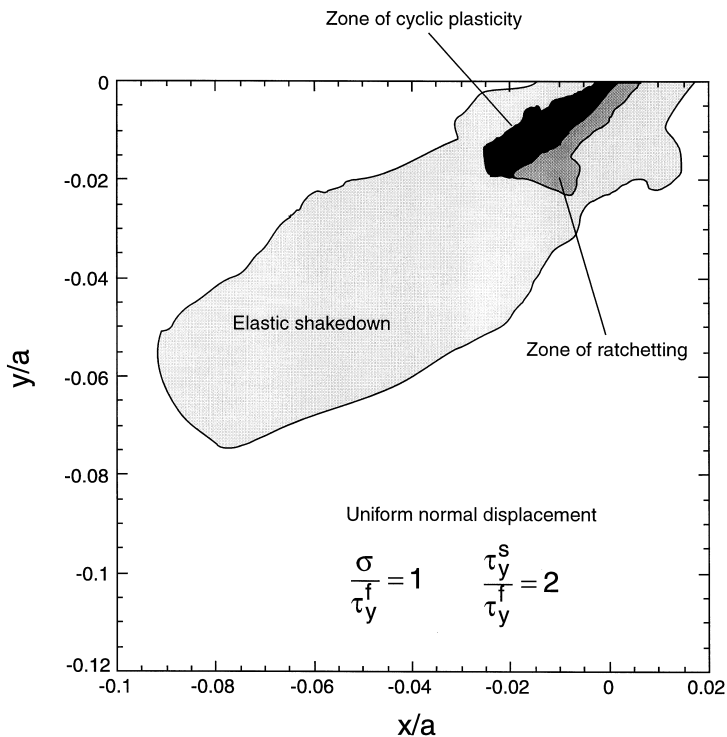 Zone of cyclic plasticity
0
-0.02
-0.04
-0.06
-0.08
-0.1
-0.12
y/a
Elastic shakedown
Zone of ratchetting
Uniform normal displacement
σ/τ_y^f = 1
τ_y^s/τ_y^f = 2
-0.1 -0.08 -0.06 -0.04 -0.02 0 0.02
x/a